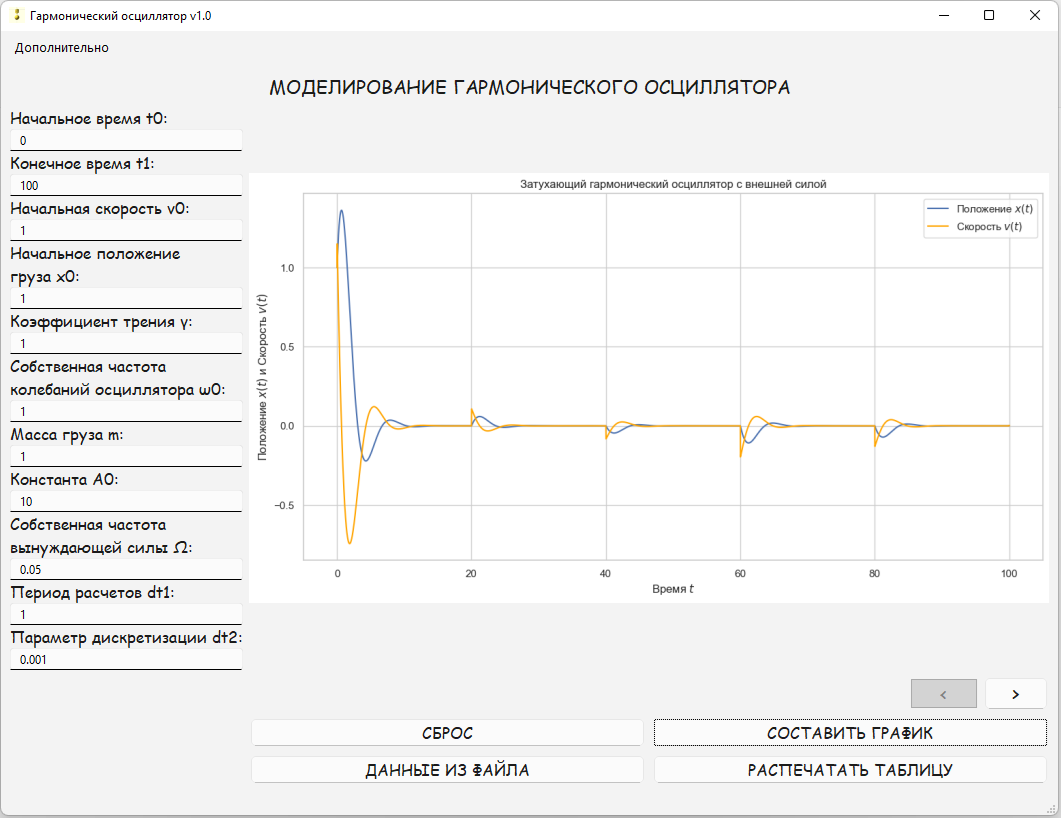 Гармонический осциллятор v1.0
Дополнительно
МОДЕЛИРОВАНИЕ ГАРМОНИЧЕСКОГО ОСЦИЛЛЯТОРА
Начальное время t0:
0
Конечное время t1:
100
Начальная скорость v0:
1
Начальное положение
груза x0:
1
Коэффициент трения γ:
1
Собственная частота
колебаний осциллятора ω0:
1
Масса груза m:
1
Константа A0:
10
Собственная частота
вынуждающей силы Ω:
0.05
Период расчетов dt1:
1
Параметр дискретизации dt2:
0.001
Затухающий гармонический осциллятор с внешней силой
Положение x(t)
Скорость v(t)
Положение x(t) и Скорость v(t)
1.0
0.5
0.0
−0.5
0 20 40 60 80 100
Время t
< >
СБРОС
СОСТАВИТЬ ГРАФИК
ДАННЫЕ ИЗ ФАЙЛА
РАСПЕЧАТАТЬ ТАБЛИЦУ